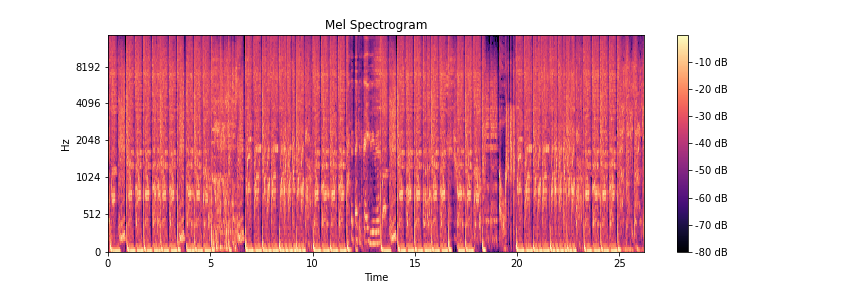 Mel Spectrogram
8192
4096
2048
1024
512
0
Hz
0
5
10
15
20
25
Time
-10 dB
-20 dB
-30 dB
-40 dB
-50 dB
-60 dB
-70 dB
-80 dB